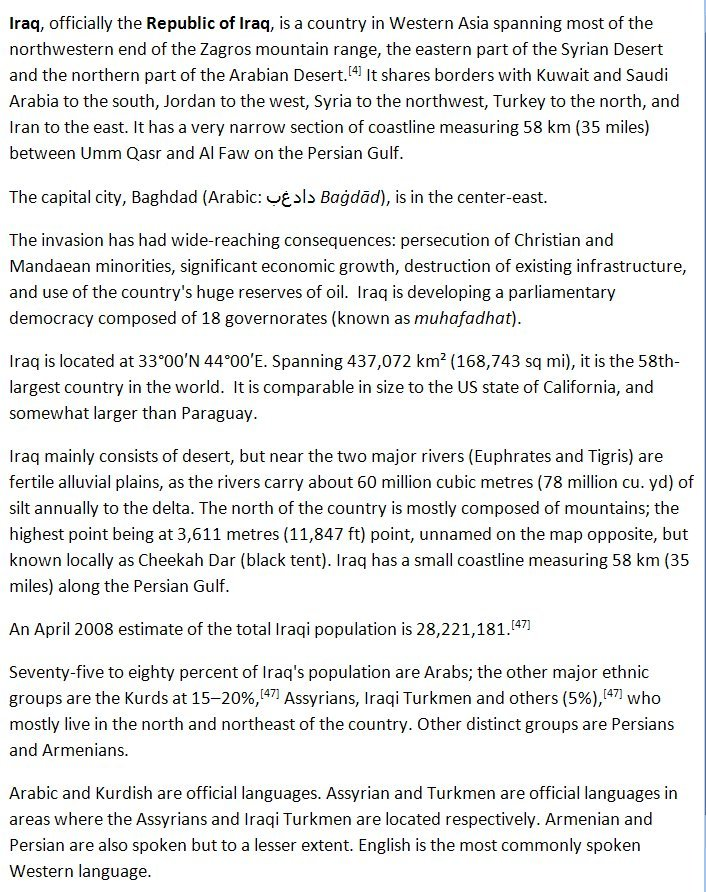 Iraq, officially the Republic of Iraq, is a country in Western Asia spanning most of the
northwestern end of the Zagros mountain range, the eastern part of the Syrian Desert
and the northern part of the Arabian Desert.[4] It shares borders with Kuwait and Saudi
Arabia to the south, Jordan to the west, Syria to the northwest, Turkey to the north, and
Iran to the east. It has a very narrow section of coastline measuring 58 km (35 miles)
between Umm Qasr and Al Faw on the Persian Gulf.
The capital city, Baghdad (Arabic: دادغب Baġdād), is in the center-east.
The invasion has had wide-reaching consequences: persecution of Christian and
Mandaean minorities, significant economic growth, destruction of existing infrastructure,
and use of the country's huge reserves of oil.  Iraq is developing a parliamentary
democracy composed of 18 governorates (known as muhafadhat).
Iraq is located at 33°00′N 44°00′E. Spanning 437,072 km² (168,743 sq mi), it is the 58th-
largest country in the world.  It is comparable in size to the US state of California, and
somewhat larger than Paraguay.
Iraq mainly consists of desert, but near the two major rivers (Euphrates and Tigris) are
fertile alluvial plains, as the rivers carry about 60 million cubic metres (78 million cu. yd) of
silt annually to the delta. The north of the country is mostly composed of mountains; the
highest point being at 3,611 metres (11,847 ft) point, unnamed on the map opposite, but
known locally as Cheekah Dar (black tent). Iraq has a small coastline measuring 58 km (35
miles) along the Persian Gulf.
An April 2008 estimate of the total Iraqi population is 28,221,181.[47]
Seventy-five to eighty percent of Iraq's population are Arabs; the other major ethnic
groups are the Kurds at 15–20%,[47] Assyrians, Iraqi Turkmen and others (5%),[47] who
mostly live in the north and northeast of the country. Other distinct groups are Persians
and Armenians.
Arabic and Kurdish are official languages. Assyrian and Turkmen are official languages in
areas where the Assyrians and Iraqi Turkmen are located respectively. Armenian and
Persian are also spoken but to a lesser extent. English is the most commonly spoken
Western language.